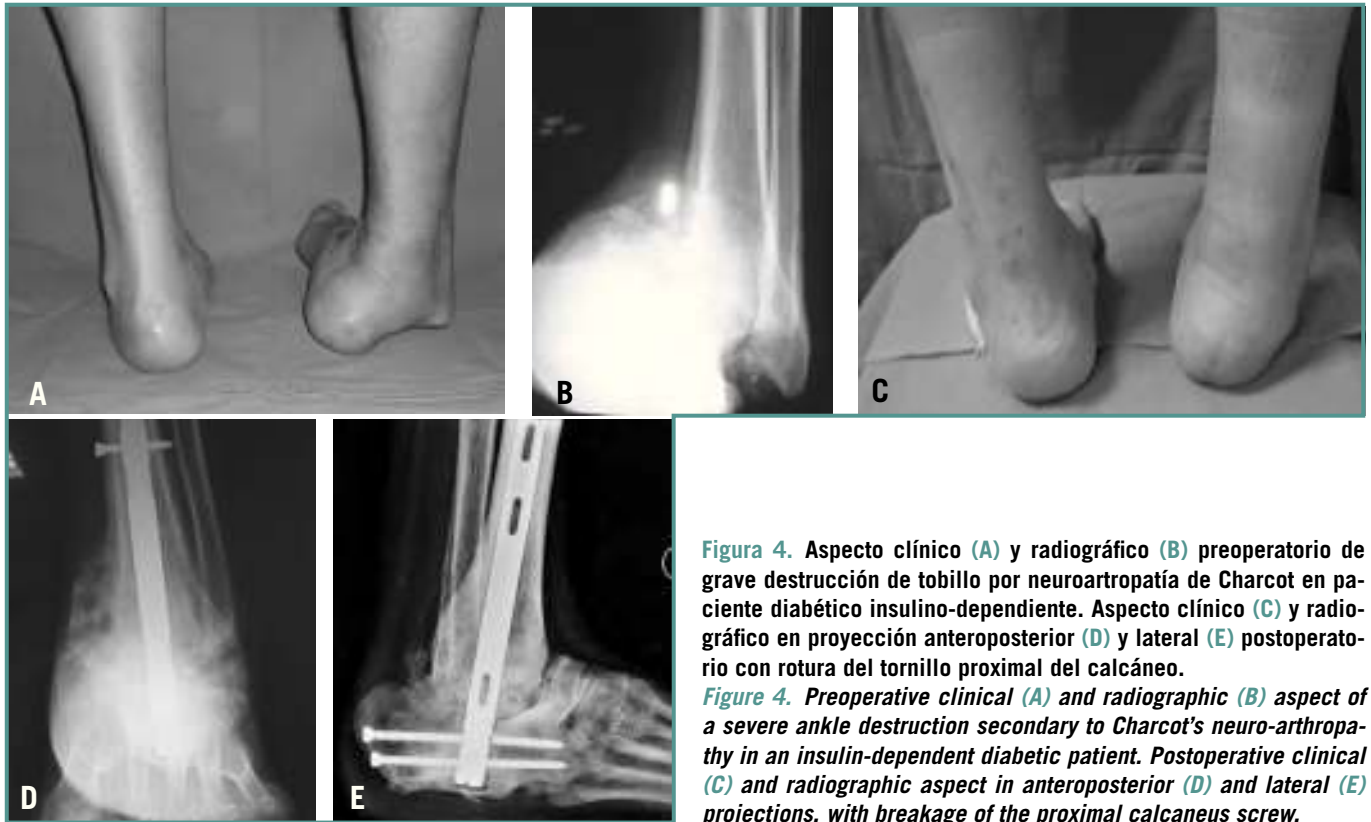 A
B
C
D
E
Figura 4. Aspecto clínico (A) y radiográfico (B) preoperatorio de
grave destrucción de tobillo por neuroartropatía de Charcot en pa-
ciente diabético insulino-dependiente. Aspecto clínico (C) y radio-
gráfico en proyección anteroposterior (D) y lateral (E) postoperato-
rio con rotura del tornillo proximal del calcáneo.
Figure 4. Preoperative clinical (A) and radiographic (B) aspect of
a severe ankle destruction secondary to Charcot's neuro-arthropa-
thy in an insulin-dependent diabetic patient. Postoperative clinical
(C) and radiographic aspect in anteroposterior (D) and lateral (E)
projections, with breakage of the proximal calcaneus screw.